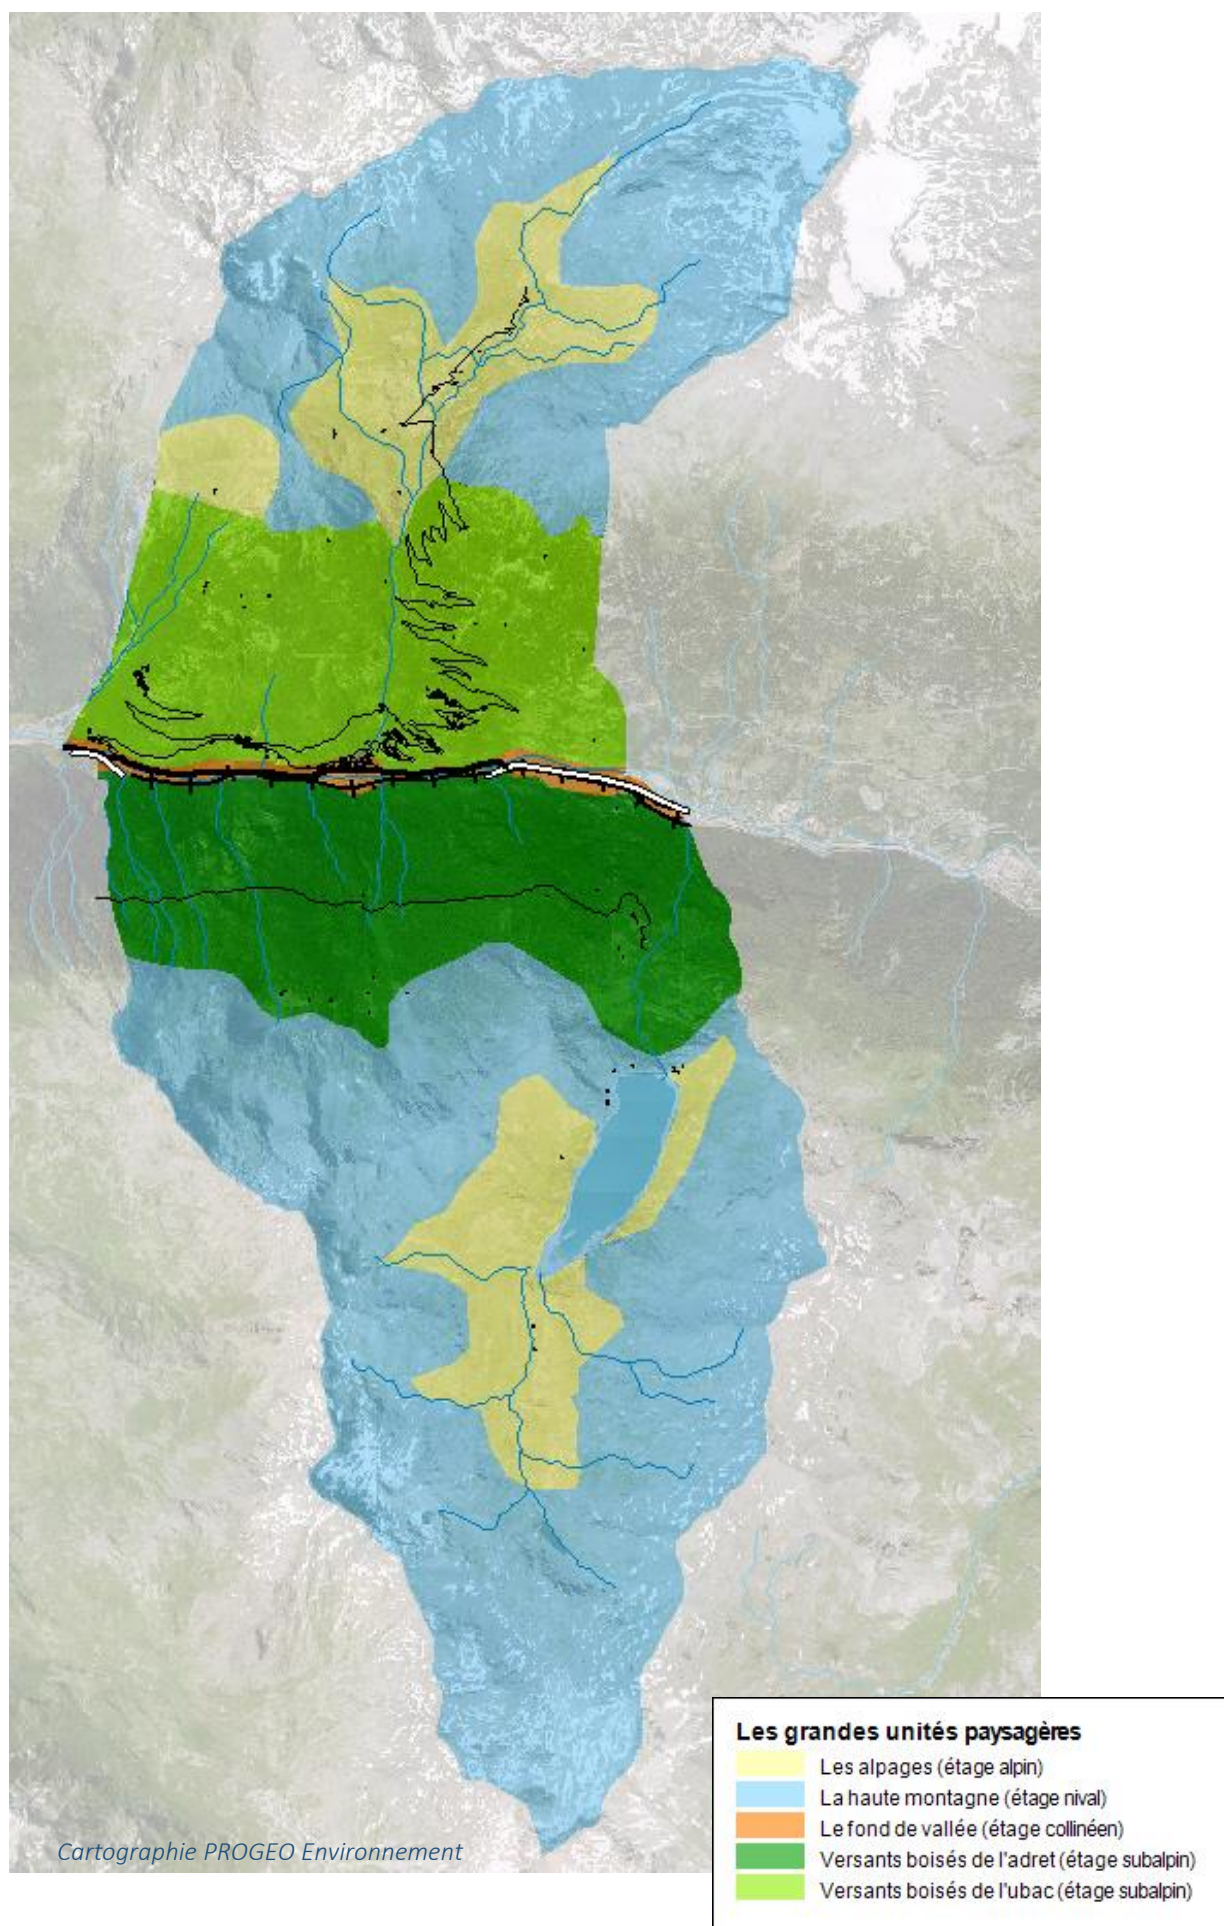 Les grandes unités paysagères
Les alpages (étage alpin)
La haute montagne (étage nival)
Le fond de vallée (étage collinéen)
Versants boisés de l'adret (étage subalpin)
Versants boisés de l'ubac (étage subalpin)
Cartographie PROGEO Environnement